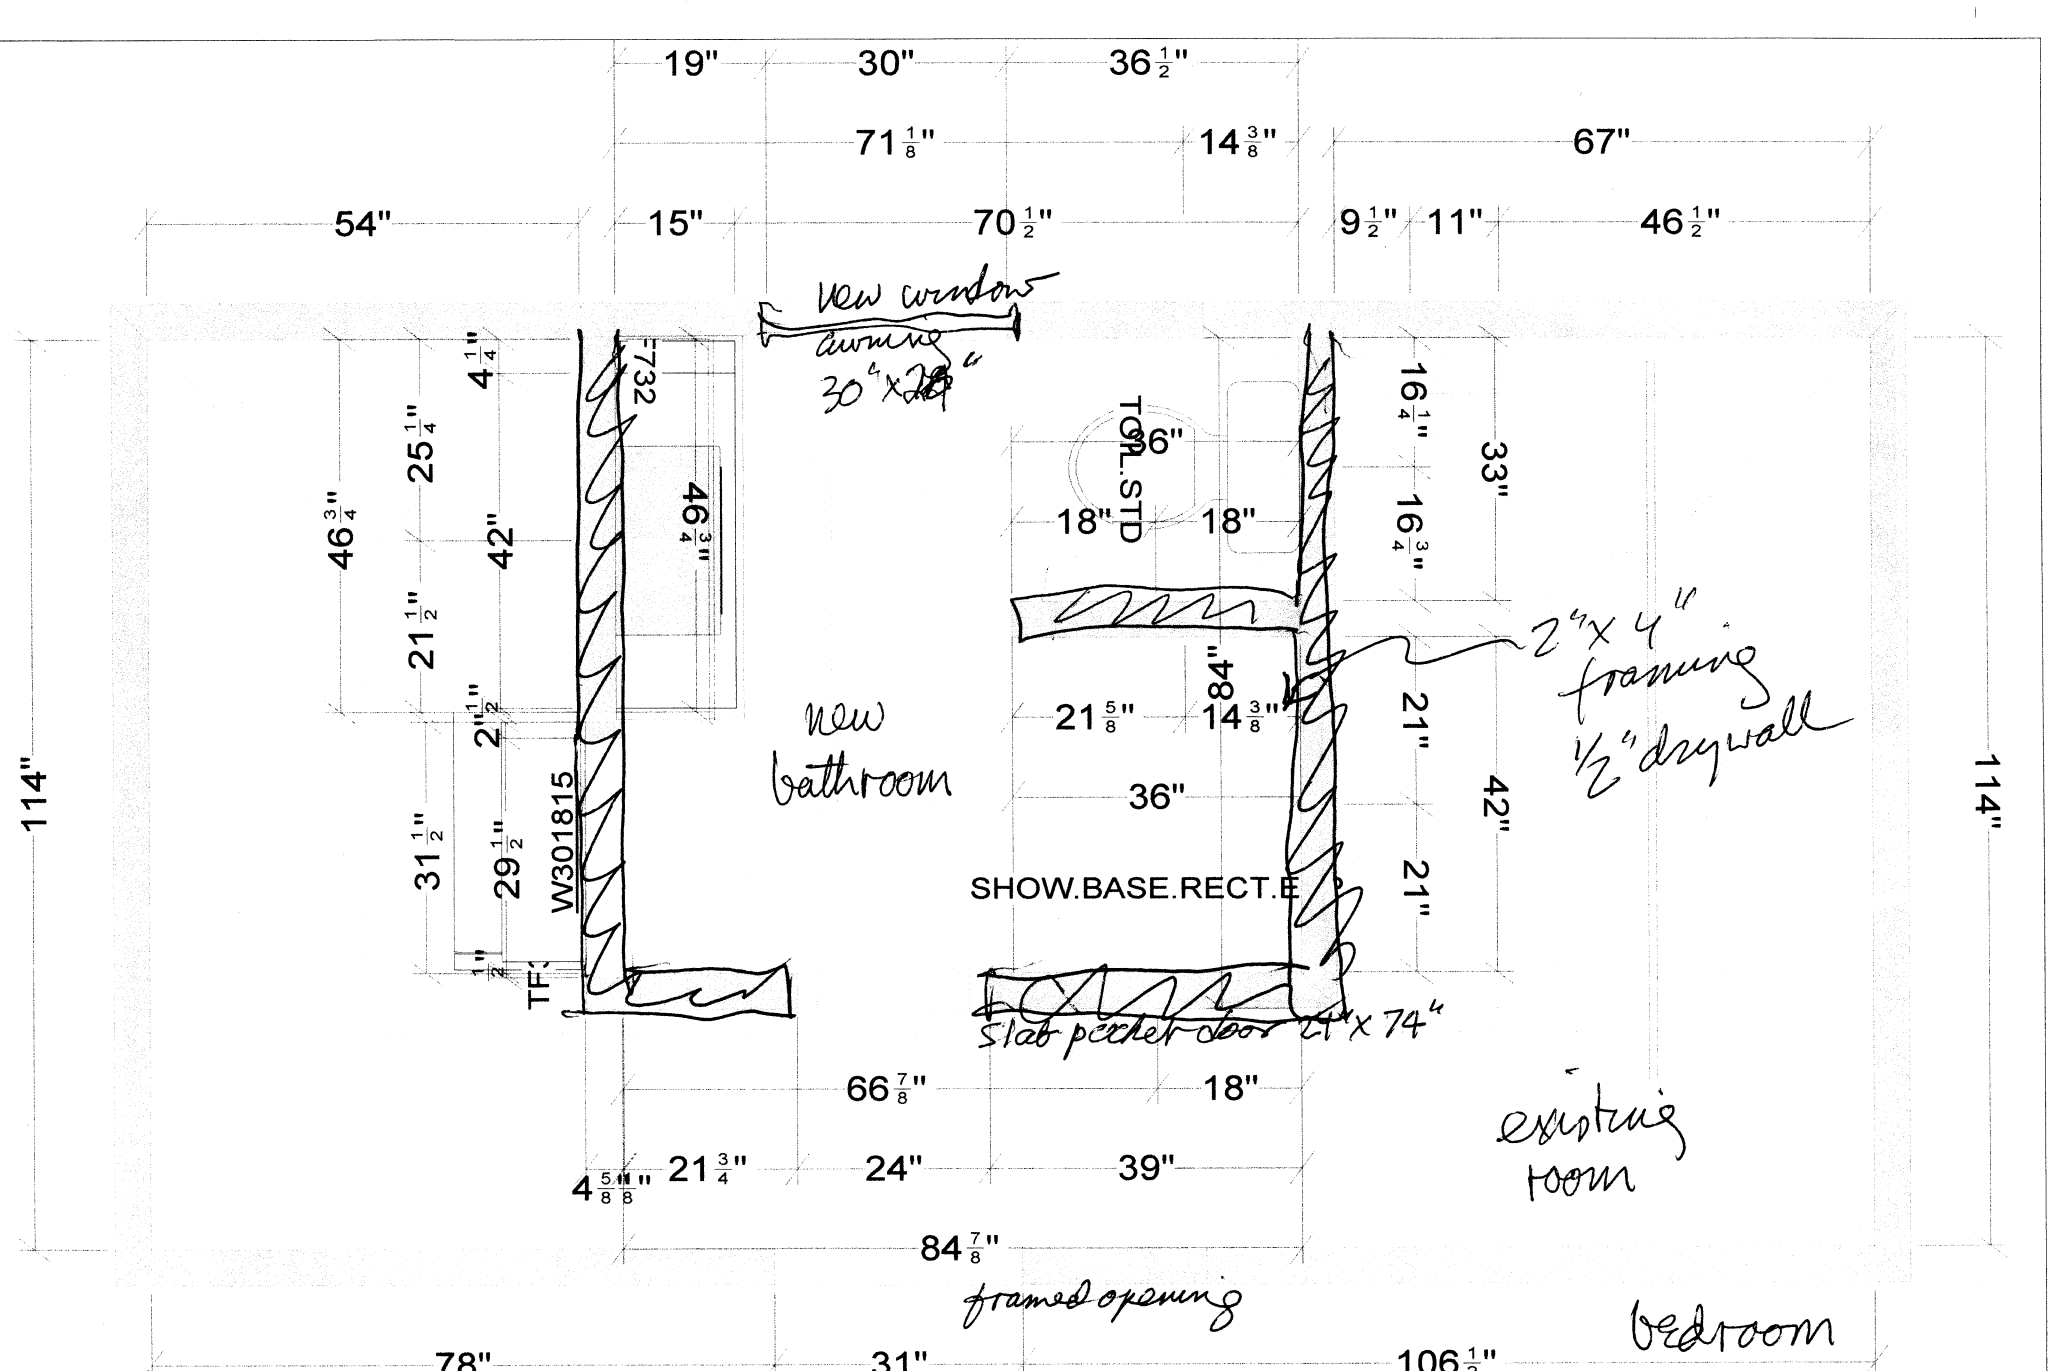 19" 30" 36 1/2"
71 1/8" 14 3/8" 67"
54" 15" 70 1/2" 9 1/2" 11" 46 1/2"
new window
awning
30" x
4 1/4"
25 1/4"
46 3/4"
42"
21 1/2"
2 1/2"
31 1/2"
29 1/2"
1/2"
114"
F732
46 3/4"
W301815
TOIL.STD
36"
18" 18"
84"
21 5/8" 14 3/8"
36"
SHOW.BASE.RECT.E
16 1/4"
33"
16 3/4"
21"
42"
21"
114"
2" x 4"
framing
1/2" drywall
new
bathroom
slab pocket door 24" x 74"
66 7/8" 18"
21 3/4" 24" 39"
4 5/8"
84 7/8"
framed opening
existing
room
bedroom
78" 31" 106 1/2"